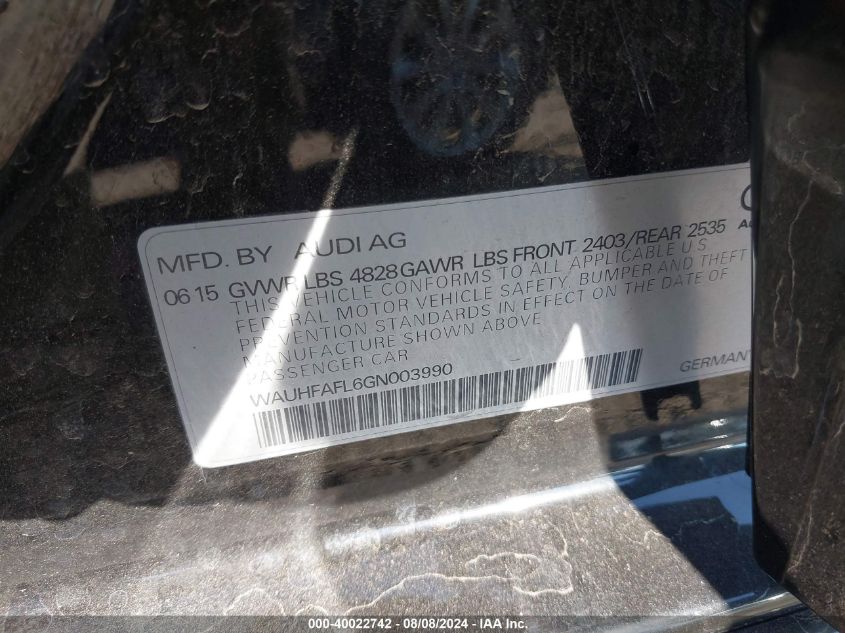 MFD. BY AUDI AG
06 15 GVWR LBS 4828 GAWR LBS FRONT 2403/REAR 2535
THIS VEHICLE CONFORMS TO ALL APPLICABLE U S
FEDERAL MOTOR VEHICLE SAFETY, BUMPER AND THEFT
PREVENTION STANDARDS IN EFFECT ON THE DATE OF
MANUFACTURE SHOWN ABOVE
PASSENGER CAR
WAUHFAFL6GN003990
GERMANY
000-40022742 - 08/08/2024 - IAA Inc.